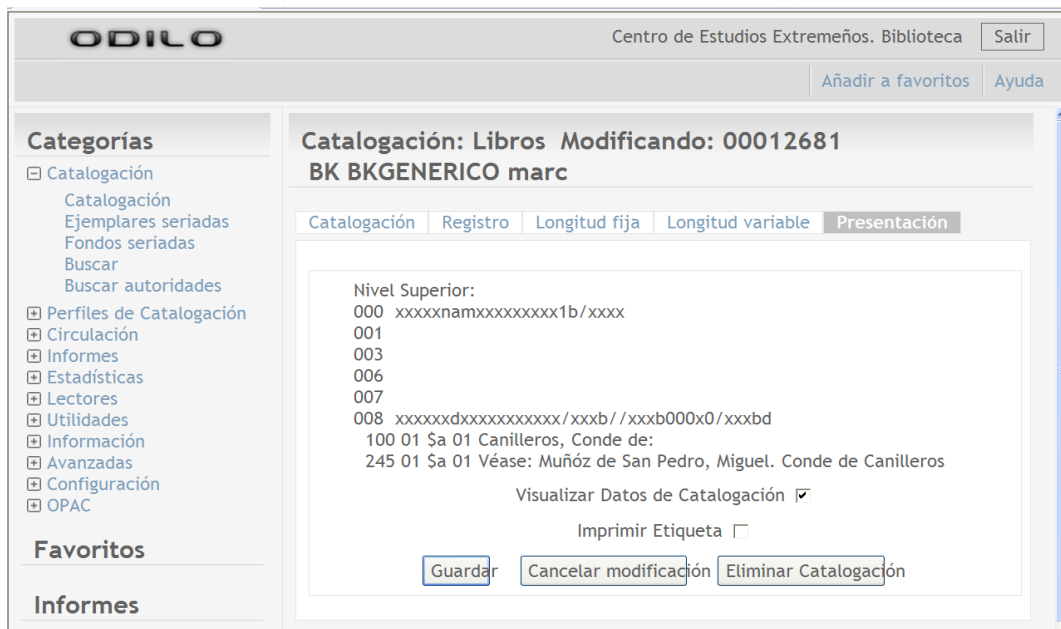 ODILO
Centro de Estudios Extremeños. Biblioteca Salir
Añadir a favoritos Ayuda
Categorías
Catalogación
Catalogación
Ejemplares seriadas
Fondos seriadas
Buscar
Buscar autoridades
Perfiles de Catalogación
Circulación
Informes
Estadísticas
Lectores
Utilidades
Información
Avanzadas
Configuración
OPAC
Favoritos
Informes
Catalogación: Libros Modificando: 00012681
BK BKGENERICO marc
Catalogación Registro Longitud fija Longitud variable Presentación
Nivel Superior:
000 xxxxxnamxxxxxxxxx1b/xxxx
001
003
006
007
008 xxxxxxdxxxxxxxxxxx/xxxb//xxxb000x0/xxxbd
100 01 $a 01 Canilleros, Conde de:
245 01 $a 01 Véase: Muñóz de San Pedro, Miguel. Conde de Canilleros
Visualizar Datos de Catalogación
Imprimir Etiqueta
Guardar Cancelar modificación Eliminar Catalogación